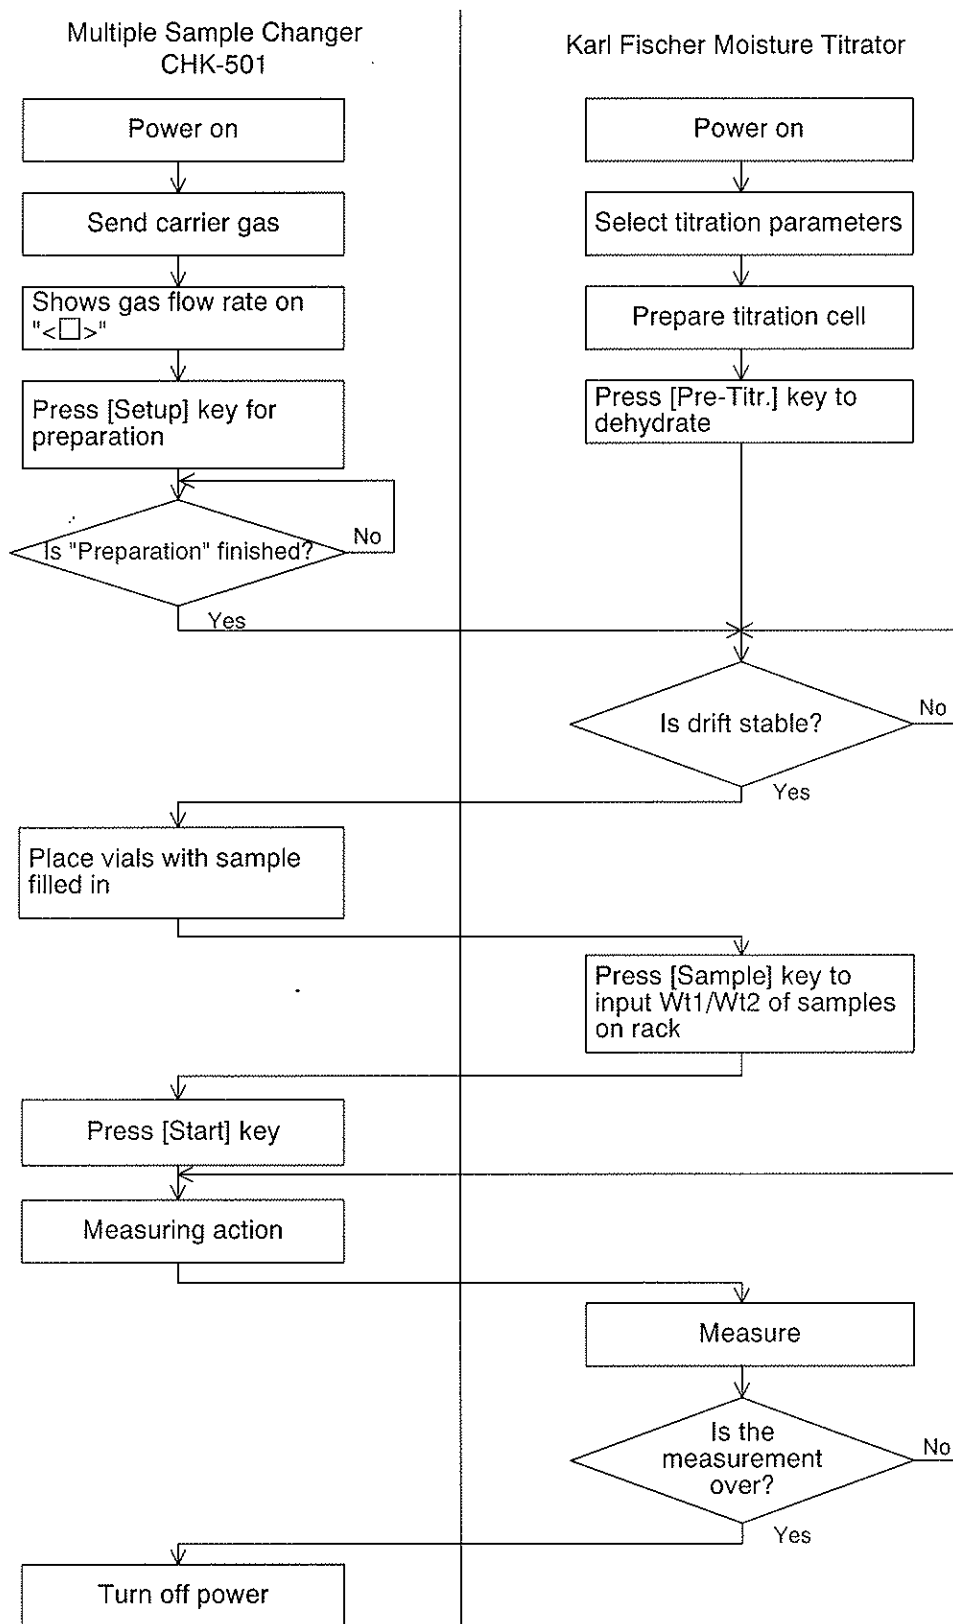 Multiple Sample Changer
CHK-501
Karl Fischer Moisture Titrator
Power on
Power on
Send carrier gas
Select titration parameters
Shows gas flow rate on
"<□>"
Prepare titration cell
Press [Setup] key for
preparation
Press [Pre-Titr.] key to
dehydrate
Is "Preparation" finished?
No
Yes
Is drift stable?
No
Yes
Place vials with sample
filled in
Press [Sample] key to
input Wt1/Wt2 of samples
on rack
Press [Start] key
Measuring action
Measure
Is the
measurement
over?
No
Yes
Turn off power